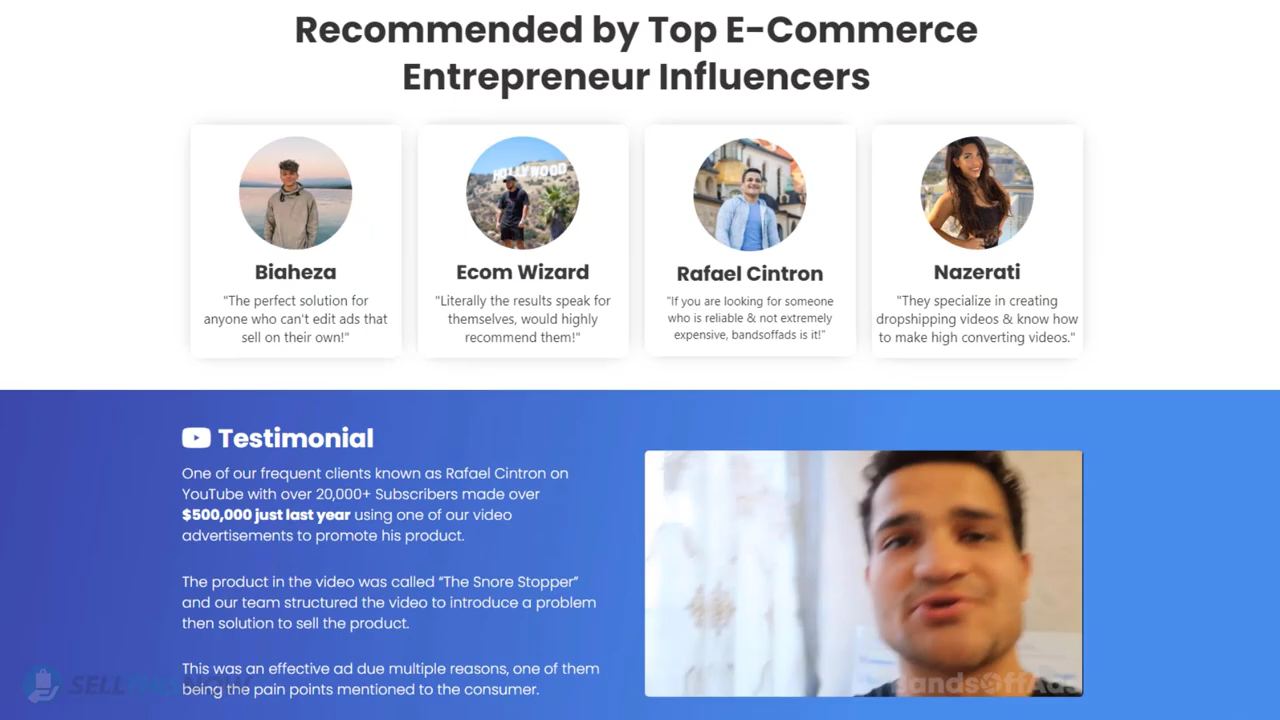 Recommended by Top E-Commerce
Entrepreneur Influencers
HOLLYWOOD
Biaheza
"The perfect solution for
anyone who can't edit ads that
sell on their own!"
Ecom Wizard
"Literally the results speak for
themselves, would highly
recommend them!"
Rafael Cintron
"If you are looking for someone
who is reliable & not extremely
expensive, bandsoffads is it!"
Nazerati
"They specialize in creating
dropshipping videos & know how
to make high converting videos."
Testimonial
One of our frequent clients known as Rafael Cintron on
YouTube with over 20,000+ Subscribers made over
$500,000 just last year using one of our video
advertisements to promote his product.
The product in the video was called “The Snore Stopper”
and our team structured the video to introduce a problem
then solution to sell the product.
This was an effective ad due multiple reasons, one of them
being the pain points mentioned to the consumer.
SELLTHISNOW
BandsOffAds